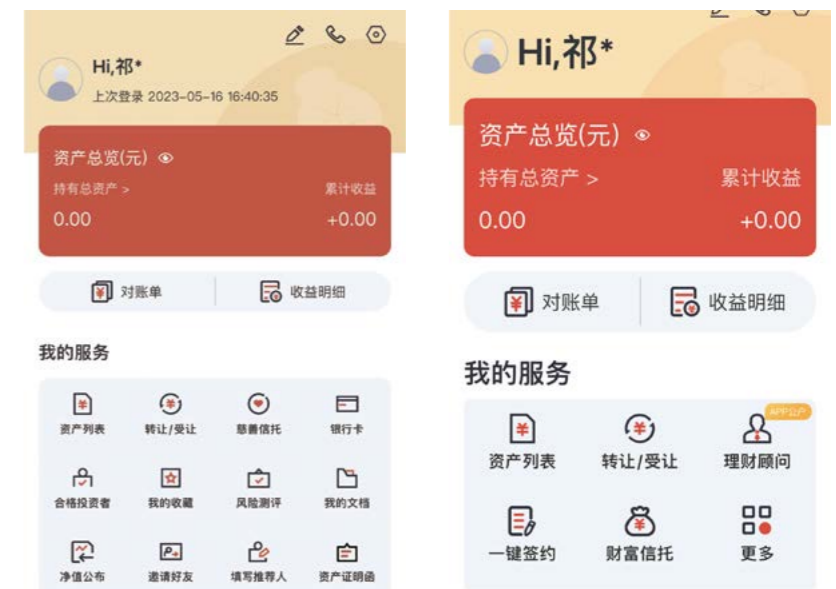 Hi,祁*
上次登录 2023-05-16 16:40:35
资产总览(元)
持有总资产 >
累计收益
0.00
+0.00
对账单
收益明细
我的服务
资产列表
转让/受让
慈善信托
银行卡
合格投资者
我的收藏
风险测评
我的文档
净值公布
邀请好友
填写推荐人
资产证明函
Hi,祁*
资产总览(元)
持有总资产 >
累计收益
0.00
+0.00
对账单
收益明细
我的服务
APP公户
资产列表
转让/受让
理财顾问
一键签约
财富信托
更多